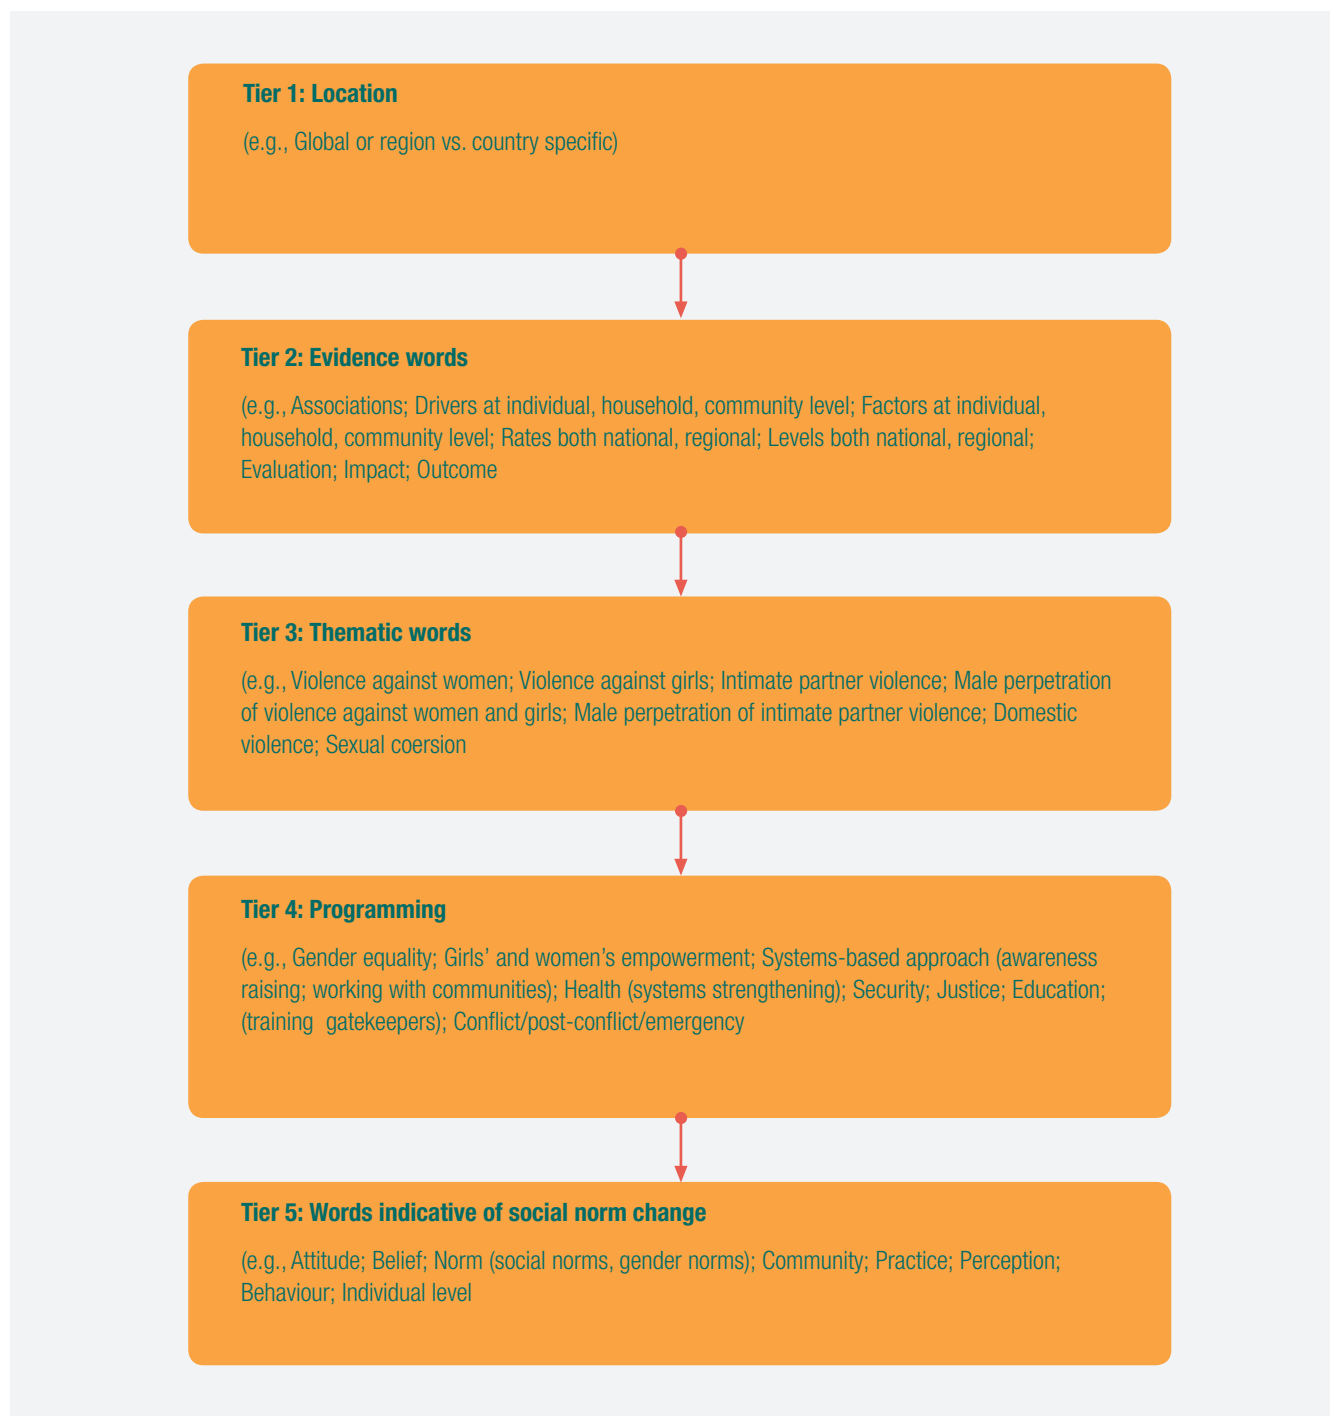 Tier 1: Location
(e.g., Global or region vs. country specific)
Tier 2: Evidence words
(e.g., Associations; Drivers at individual, household, community level; Factors at individual,
household, community level; Rates both national, regional; Levels both national, regional;
Evaluation; Impact; Outcome
Tier 3: Thematic words
(e.g., Violence against women; Violence against girls; Intimate partner violence; Male perpetration
of violence against women and girls; Male perpetration of intimate partner violence; Domestic
violence; Sexual coersion
Tier 4: Programming
(e.g., Gender equality; Girls’ and women’s empowerment; Systems-based approach (awareness
raising; working with communities); Health (systems strengthening); Security; Justice; Education;
(training  gatekeepers); Conflict/post-conflict/emergency
Tier 5: Words indicative of social norm change
(e.g., Attitude; Belief; Norm (social norms, gender norms); Community; Practice; Perception;
Behaviour; Individual level